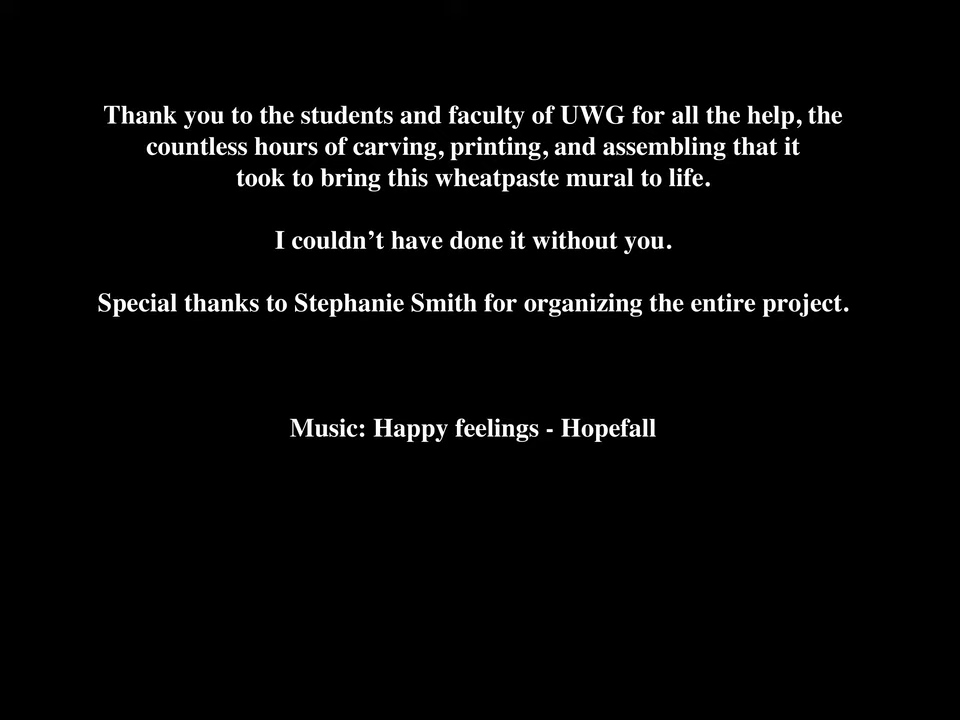 Thank you to the students and faculty of UWG for all the help, the
countless hours of carving, printing, and assembling that it
took to bring this wheatpaste mural to life.
I couldn’t have done it without you.
Special thanks to Stephanie Smith for organizing the entire project.
Music: Happy feelings - Hopefall